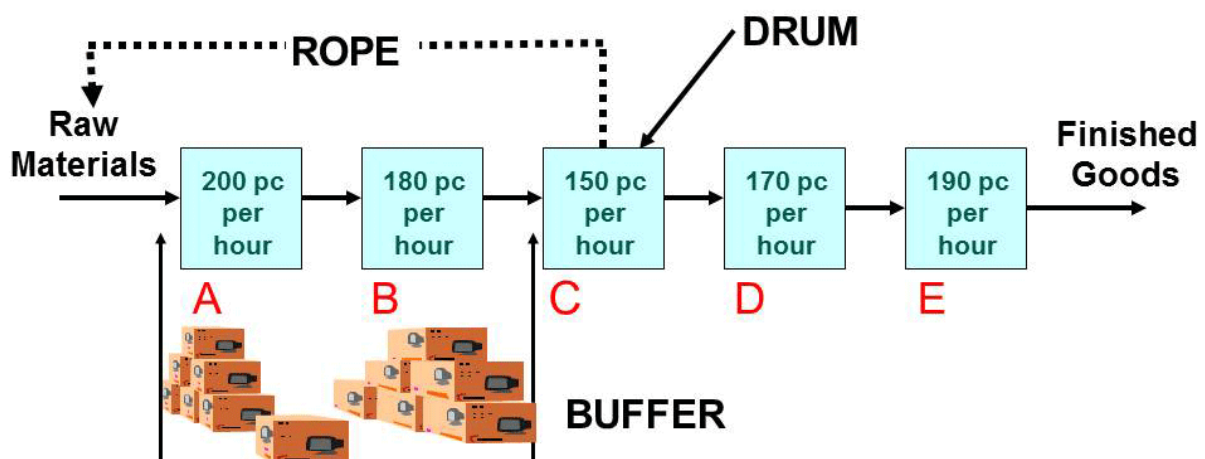 ROPE
DRUM
Raw
Materials
200 pc
per
hour
180 pc
per
hour
150 pc
per
hour
170 pc
per
hour
190 pc
per
hour
Finished
Goods
A
B
C
D
E
BUFFER